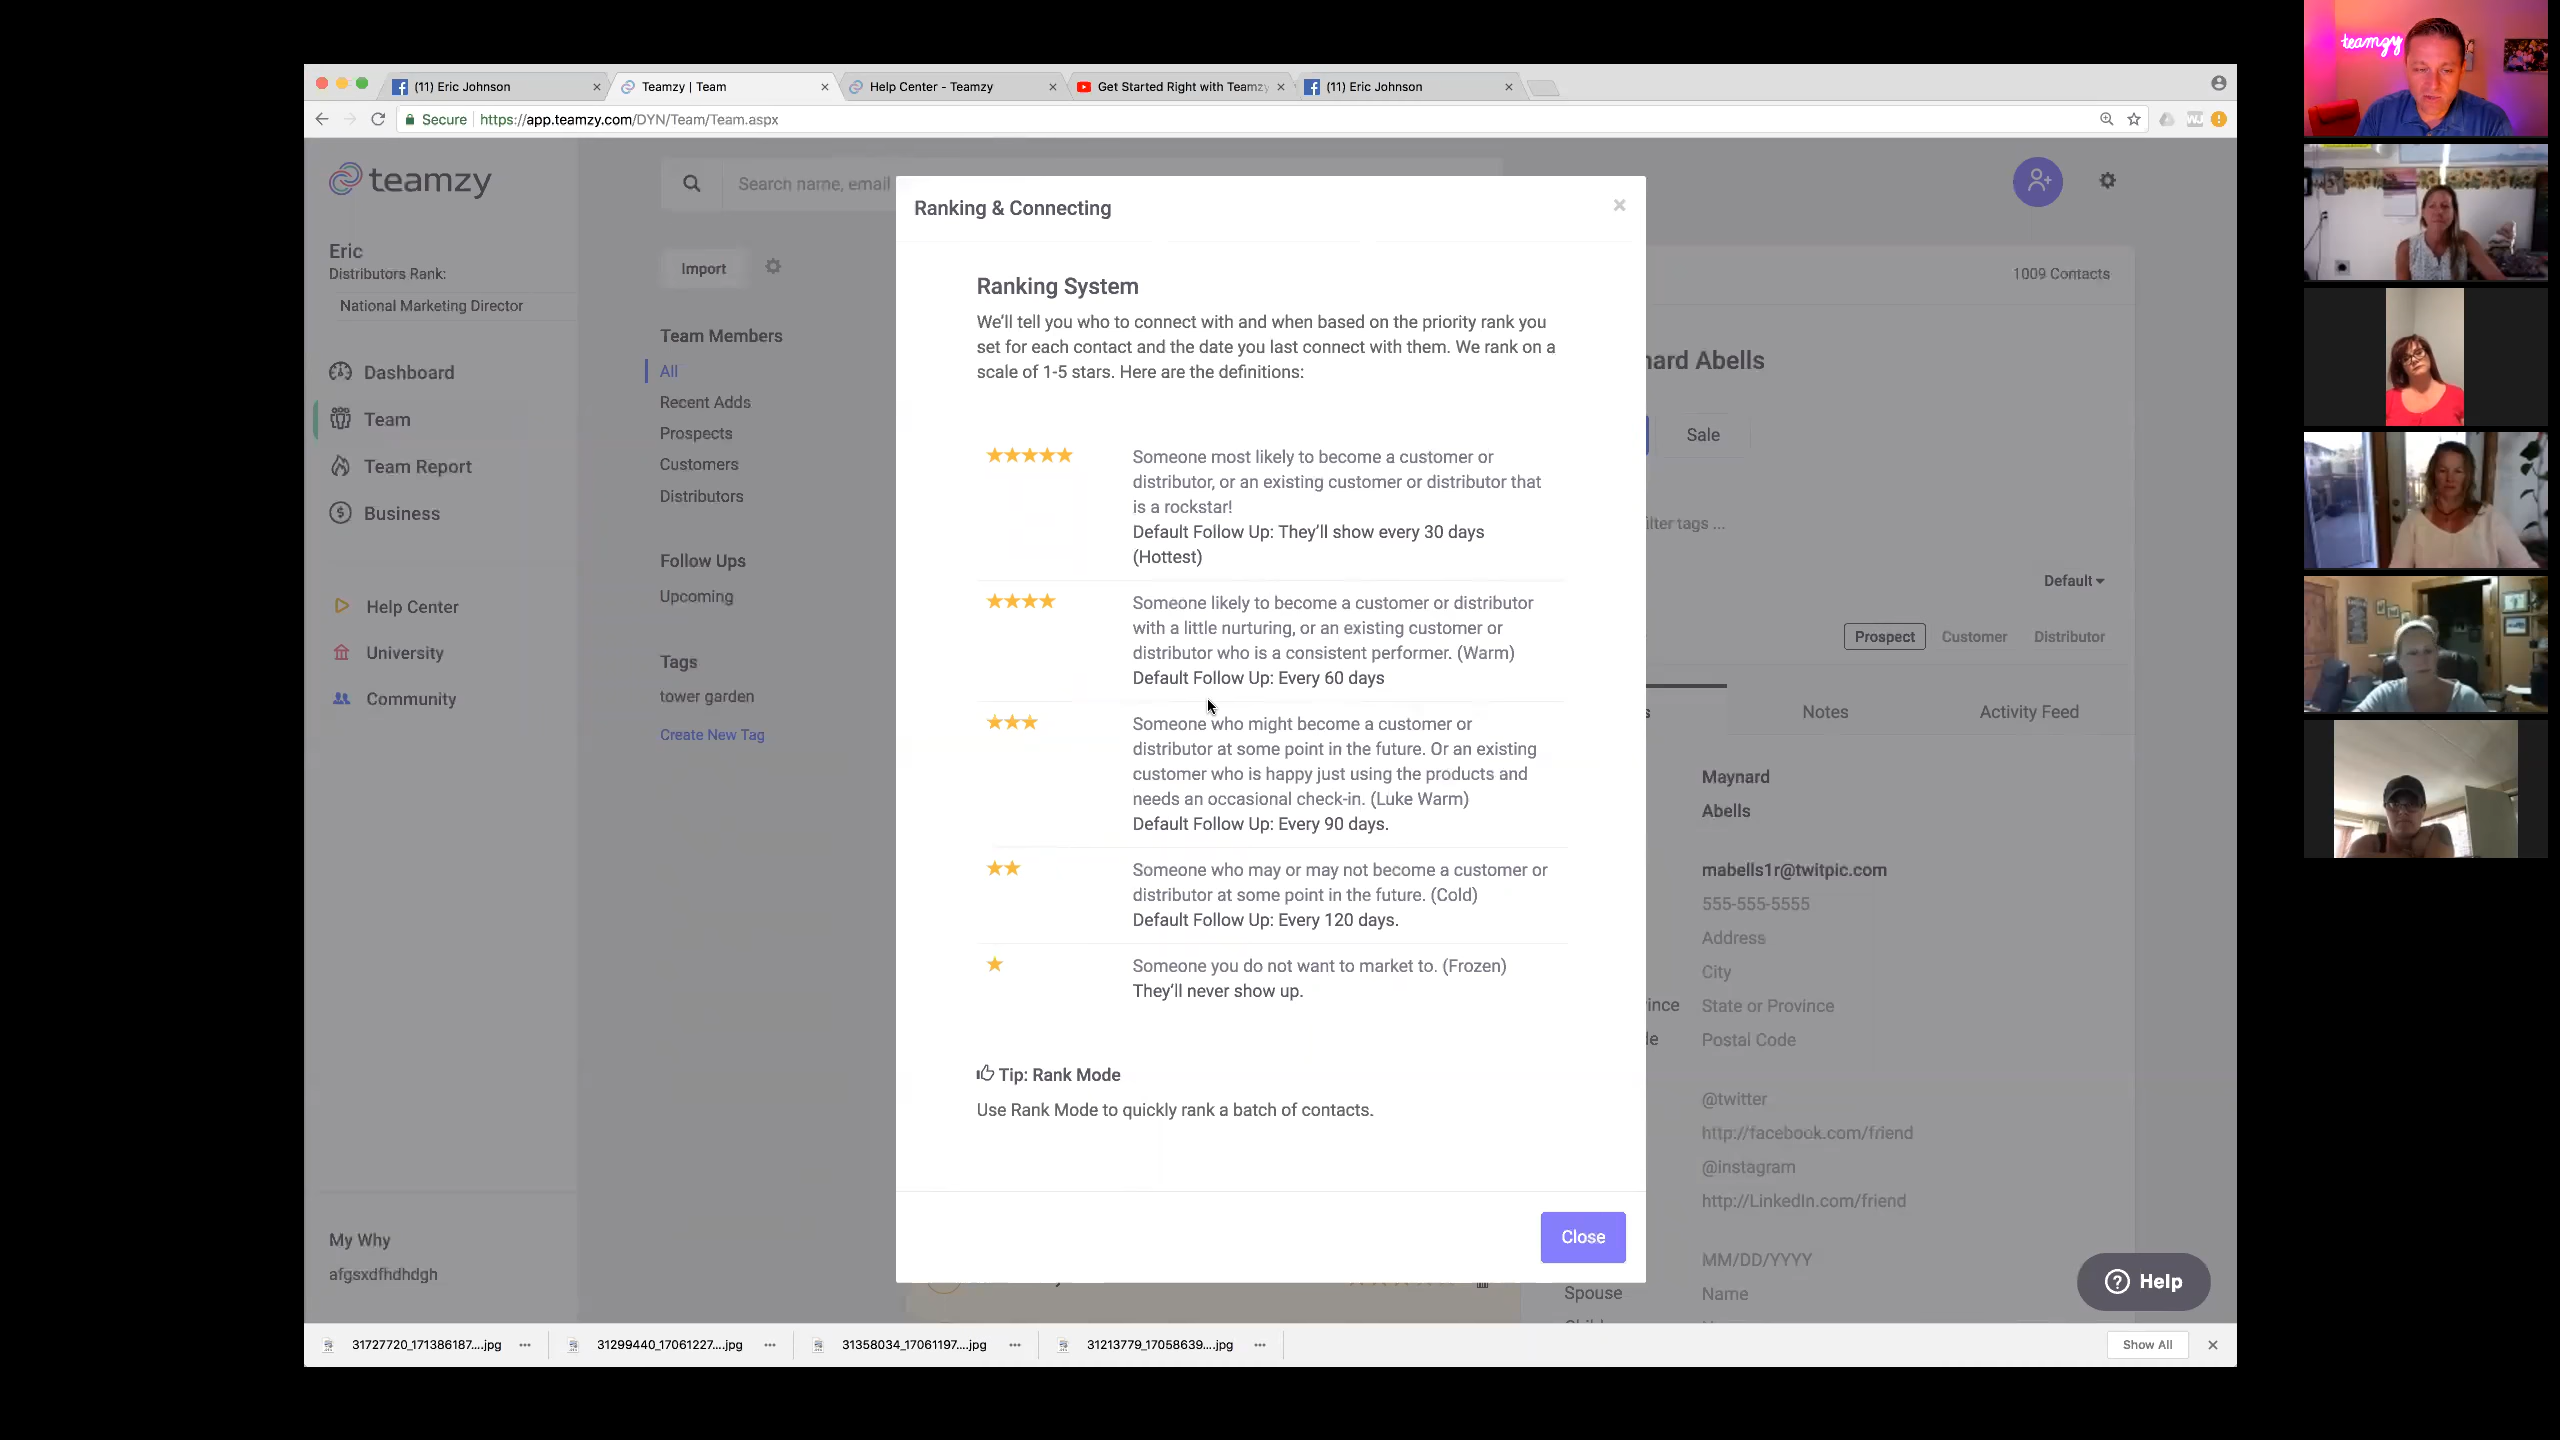 (11) Eric Johnson
Teamzy | Team
Help Center - Teamzy
Get Started Right with Teamzy
(11) Eric Johnson
Secure
https://app.teamzy.com/DYN/Team/Team.aspx
teamzy
teamzy
Search name, email
Eric
Distributors Rank:
National Marketing Director
Dashboard
Team
Team Report
Business
Help Center
University
Community
My Why
afgsxdfhdhdgh
Import
Team Members
All
Recent Adds
Prospects
Customers
Distributors
Follow Ups
Upcoming
Tags
tower garden
Create New Tag
Ranking & Connecting
Ranking System
We'll tell you who to connect with and when based on the priority rank you
set for each contact and the date you last connect with them. We rank on a
scale of 1-5 stars. Here are the definitions:
Someone most likely to become a customer or
distributor, or an existing customer or distributor that
is a rockstar!
Default Follow Up: They'll show every 30 days
(Hottest)
Someone likely to become a customer or distributor
with a little nurturing, or an existing customer or
distributor who is a consistent performer. (Warm)
Default Follow Up: Every 60 days
Someone who might become a customer or
distributor at some point in the future. Or an existing
customer who is happy just using the products and
needs an occasional check-in. (Luke Warm)
Default Follow Up: Every 90 days.
Someone who may or may not become a customer or
distributor at some point in the future. (Cold)
Default Follow Up: Every 120 days.
Someone you do not want to market to. (Frozen)
They'll never show up.
Tip: Rank Mode
Use Rank Mode to quickly rank a batch of contacts.
Close
1009 Contacts
nard Abells
Sale
ilter tags ...
Default
Prospect Customer Distributor
s Notes Activity Feed
Maynard
Abells
mabells1r@twitpic.com
555-555-5555
Address
City
ince State or Province
le Postal Code
@twitter
http://facebook.com/friend
@instagram
http://LinkedIn.com/friend
MM/DD/YYYY
Spouse Name
Help
31727720_171386187....jpg
31299440_17061227....jpg
31358034_17061197....jpg
31213779_17058639....jpg
Show All